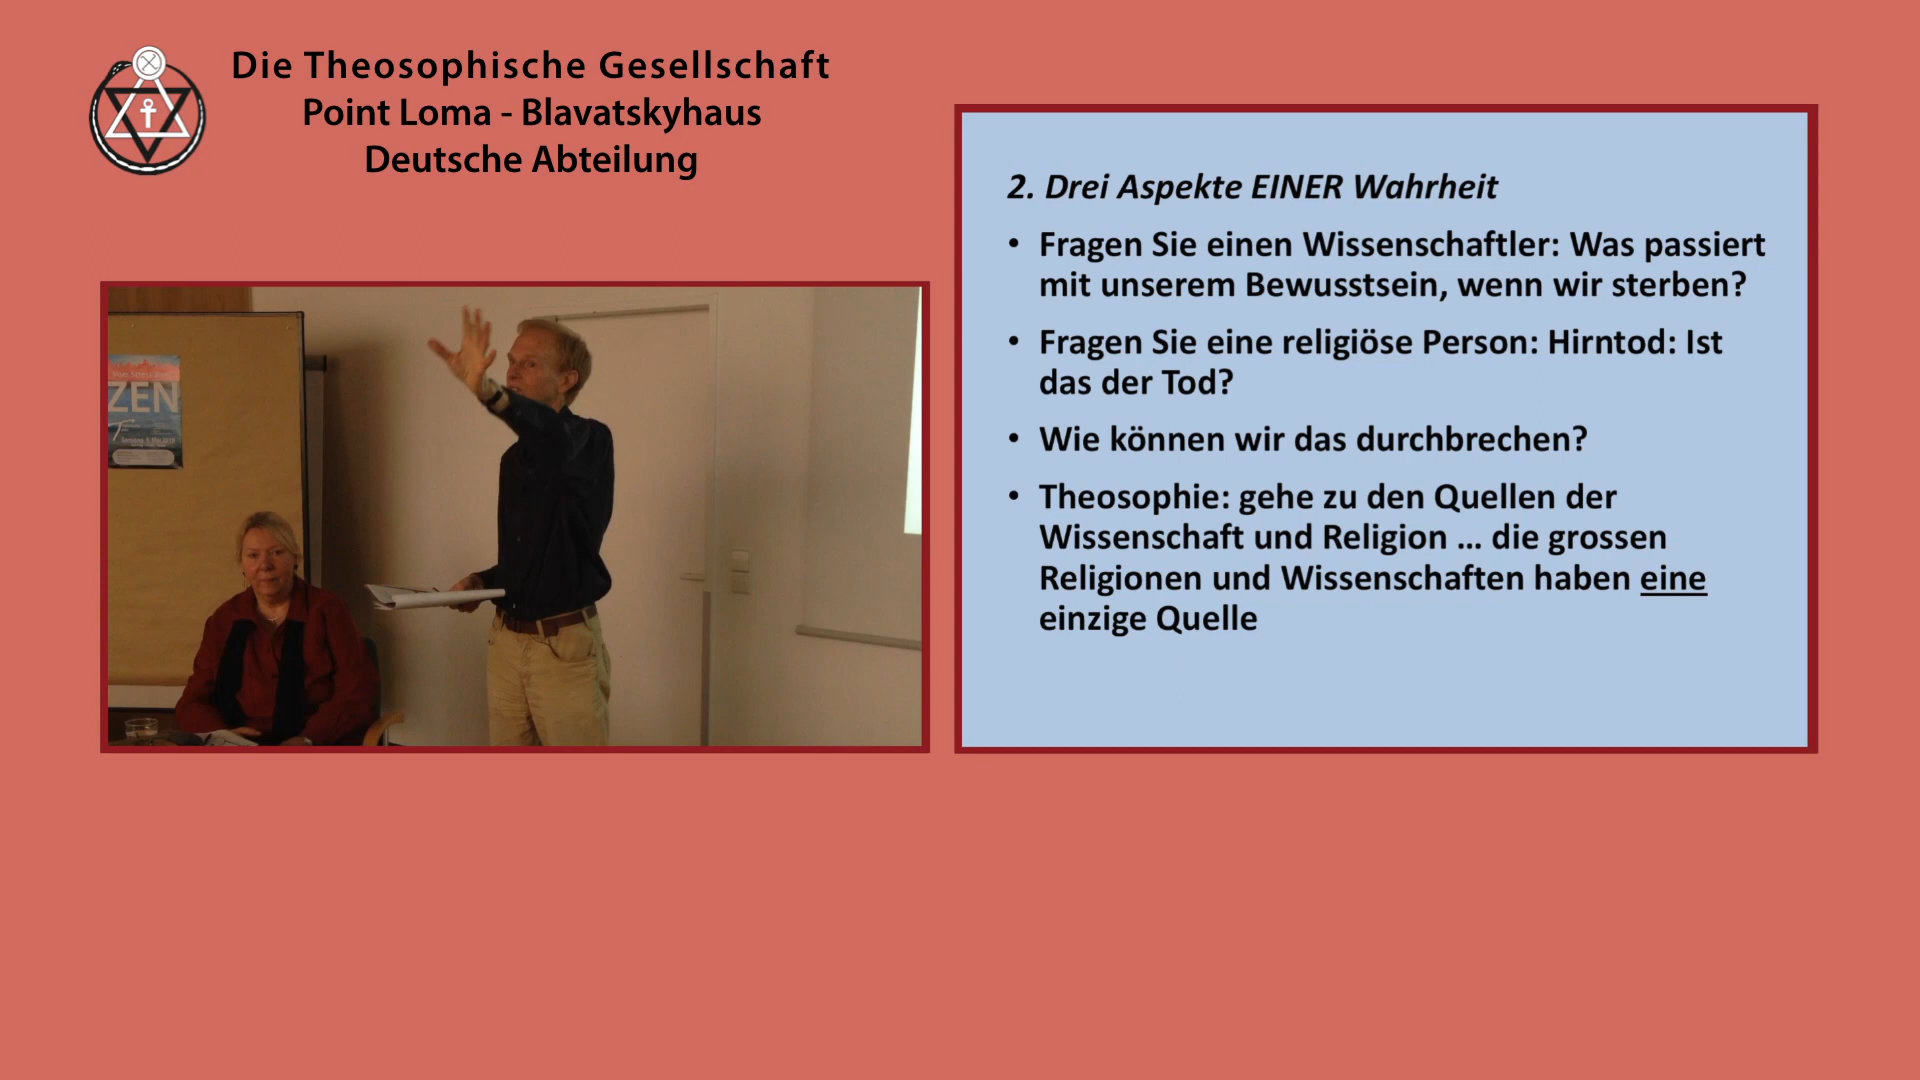 Die Theosophische Gesellschaft
Point Loma - Blavatskyhaus
Deutsche Abteilung
ZEN
2. Drei Aspekte EINER Wahrheit
• Fragen Sie einen Wissenschaftler: Was passiert
mit unserem Bewusstsein, wenn wir sterben?
• Fragen Sie eine religiöse Person: Hirntod: Ist
das der Tod?
• Wie können wir das durchbrechen?
• Theosophie: gehe zu den Quellen der
Wissenschaft und Religion ... die grossen
Religionen und Wissenschaften haben eine
einzige Quelle